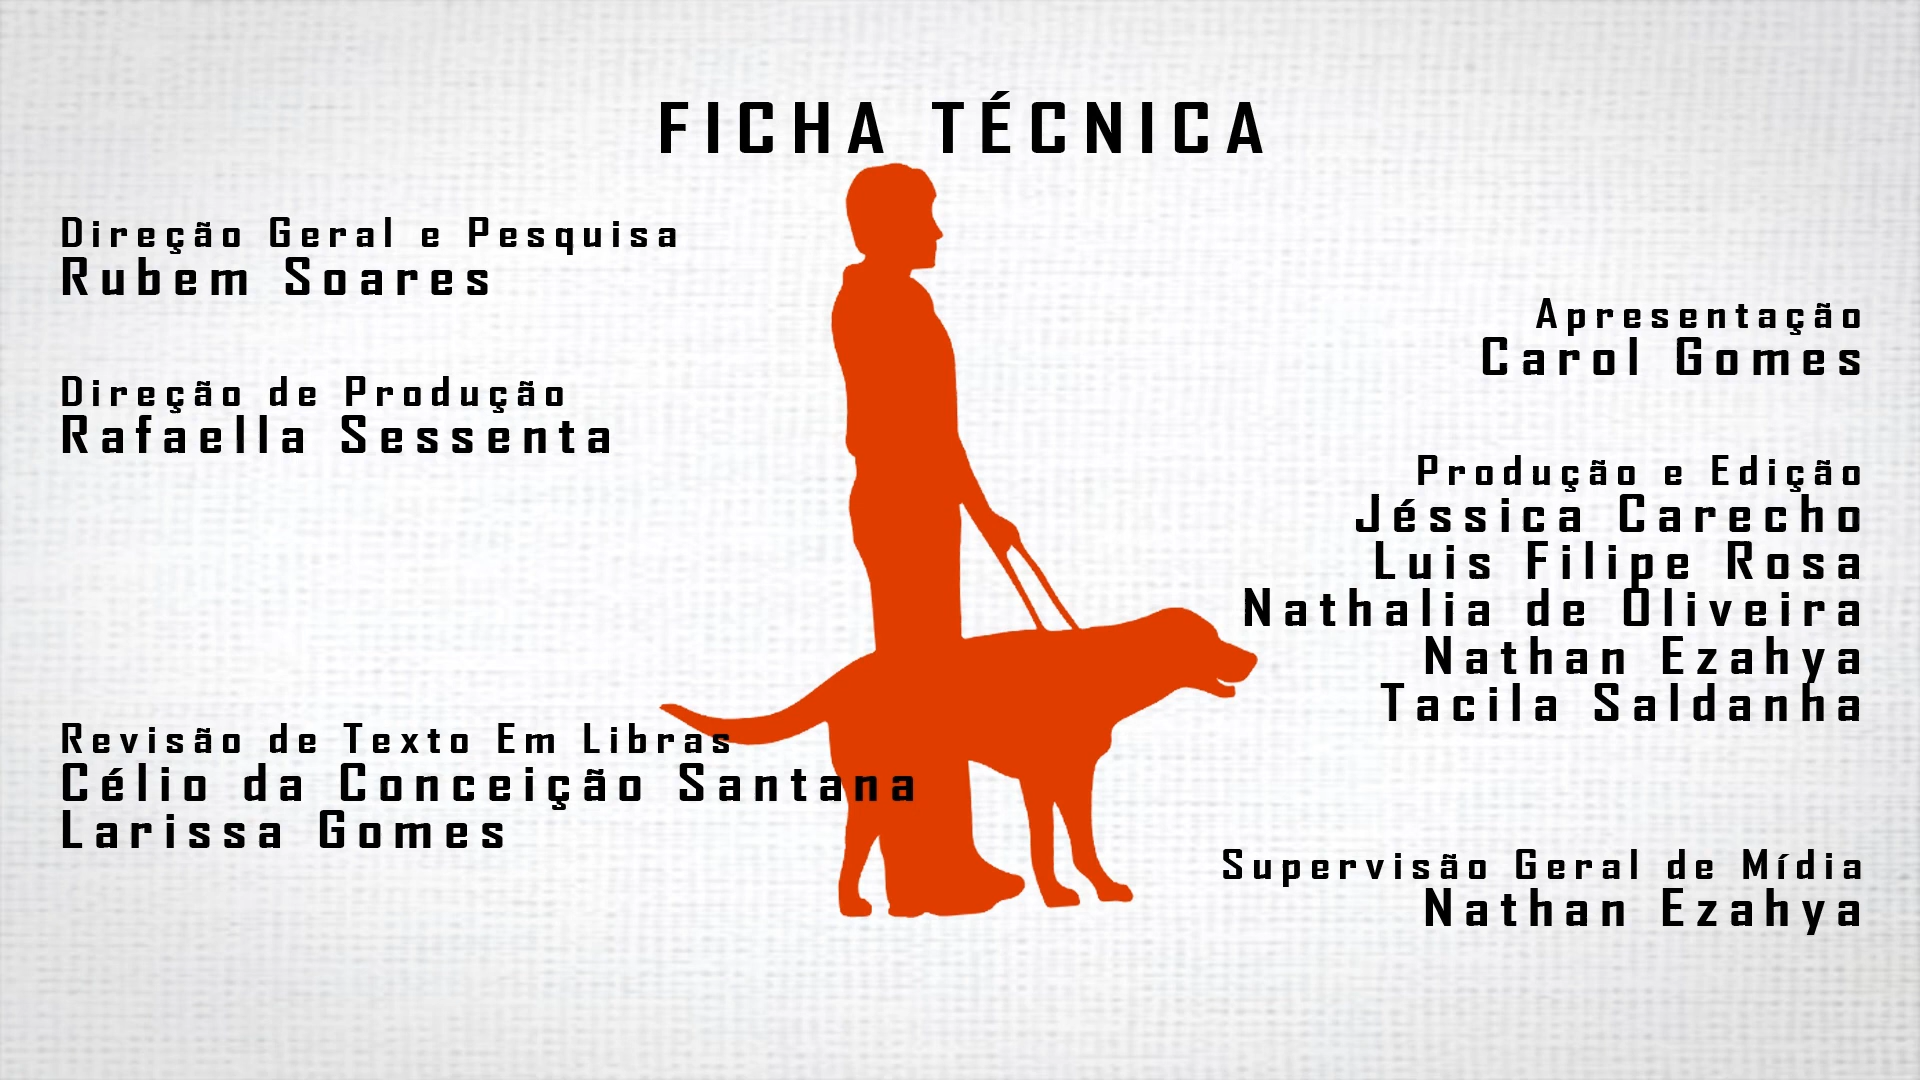 FICHA TÉCNICA
Direção Geral e Pesquisa
Rubem Soares
Direção de Produção
Rafaella Sessenta
Revisão de Texto Em Libras
Célio da Conceição Santana
Larissa Gomes
Apresentação
Carol Gomes
Produção e Edição
Jéssica Carecho
Luis Filipe Rosa
Nathalia de Oliveira
Nathan Ezahya
Tacila Saldanha
Supervisão Geral de Mídia
Nathan Ezahya